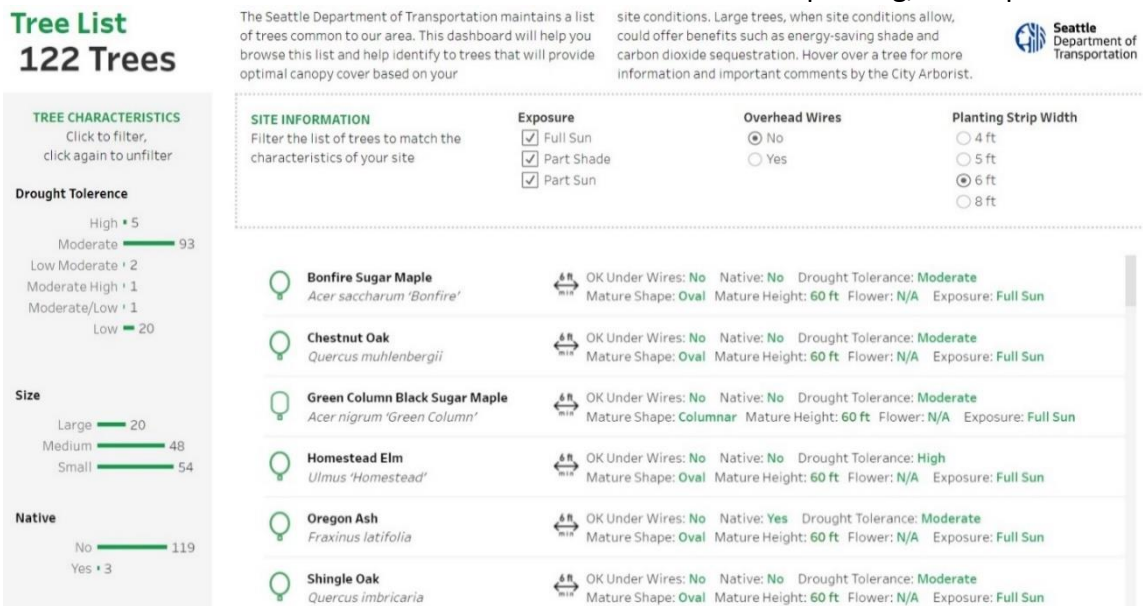 Tree List
122 Trees
The Seattle Department of Transportation maintains a list
of trees common to our area. This dashboard will help you
browse this list and help identify to trees that will provide
optimal canopy cover based on your
site conditions. Large trees, when site conditions allow,
could offer benefits such as energy-saving shade and
carbon dioxide sequestration. Hover over a tree for more
information and important comments by the City Arborist.
Seattle
Department of
Transportation
TREE CHARACTERISTICS
Click to filter,
click again to unfilter
Drought Tolerence
High 5
Moderate 93
Low Moderate 2
Moderate High 1
Moderate/Low 1
Low 20
Size
Large 20
Medium 48
Small 54
Native
No 119
Yes 3
SITE INFORMATION
Filter the list of trees to match the
characteristics of your site
Exposure
Full Sun
Part Shade
Part Sun
Overhead Wires
No
Yes
Planting Strip Width
4 ft
5 ft
6 ft
8 ft
Bonfire Sugar Maple
Acer saccharum 'Bonfire'
6 ft
min
OK Under Wires: No Native: No Drought Tolerance: Moderate
Mature Shape: Oval Mature Height: 60 ft Flower: N/A Exposure: Full Sun
Chestnut Oak
Quercus muhlenbergii
6 ft
min
OK Under Wires: No Native: No Drought Tolerance: Moderate
Mature Shape: Oval Mature Height: 60 ft Flower: N/A Exposure: Full Sun
Green Column Black Sugar Maple
Acer nigrum 'Green Column'
6 ft
min
OK Under Wires: No Native: No Drought Tolerance: Moderate
Mature Shape: Columnar Mature Height: 60 ft Flower: N/A Exposure: Full Sun
Homestead Elm
Ulmus 'Homestead'
6 ft
min
OK Under Wires: No Native: No Drought Tolerance: High
Mature Shape: Oval Mature Height: 60 ft Flower: N/A Exposure: Full Sun
Oregon Ash
Fraxinus latifolia
6 ft
min
OK Under Wires: No Native: Yes Drought Tolerance: Moderate
Mature Shape: Oval Mature Height: 60 ft Flower: N/A Exposure: Full Sun
Shingle Oak
Quercus imbricaria
6 ft
min
OK Under Wires: No Native: No Drought Tolerance: Moderate
Mature Shape: Oval Mature Height: 60 ft Flower: N/A Exposure: Full Sun